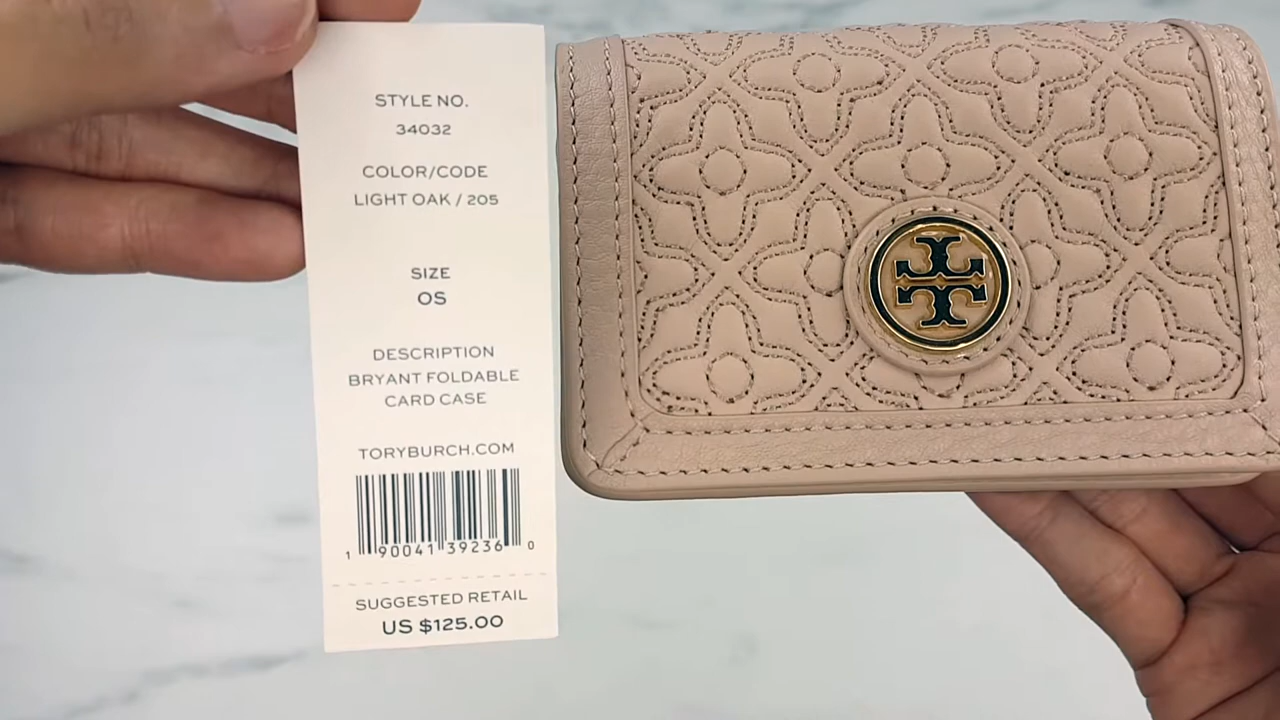 STYLE NO.
34032
COLOR/CODE
LIGHT OAK / 205
SIZE
OS
DESCRIPTION
BRYANT FOLDABLE
CARD CASE
TORYBURCH.COM
1 90041 39236 0
SUGGESTED RETAIL
US $125.00